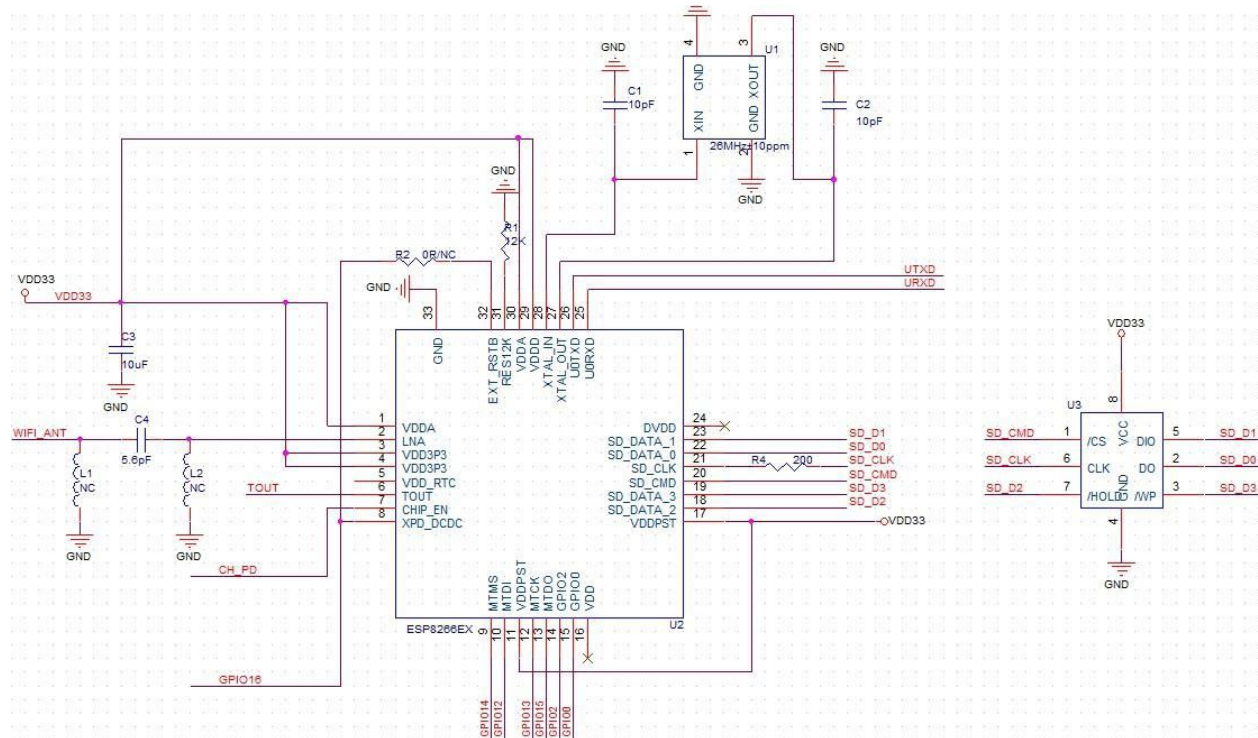 GND
4
3
U1
GND
GND
C1
10pF
XIN
GND
GND
XOUT
C2
10pF
1
26MHz±10ppm
2
GND
GND
R1
12K
R2
0R/NC
UTXD
URXD
VDD33
VDD33
GND
33
32
31
30
29
28
27
26
25
GND
EXT_RSTB
RES12K
VDDA
VDDD
XTAL_IN
XTAL_OUT
U0TXD
U0RXD
C3
10uF
GND
WIFI_ANT
C4
5.6pF
L1
NC
L2
NC
GND
GND
1 VDDA
2 LNA
3 VDD3P3
4 VDD3P3
5 VDD_RTC
TOUT 6 TOUT
7 CHIP_EN
8 XPD_DCDC
CH_PD
GPIO16
DVDD 24
SD_DATA_1 23 SD_D1
SD_DATA_0 22 SD_D0
SD_CLK 21 R4 200 SD_CLK
SD_CMD 20 SD_CMD
SD_DATA_3 19 SD_D3
SD_DATA_2 18 SD_D2
VDDPST 17 VDD33
MTMS
MTDI
VDDPST
MTCK
MTDO
GPIO2
GPIO0
VDD
ESP8266EX
U2
9
10
11
12
13
14
15
16
GPIO14
GPIO12
GPIO13
GPIO15
GPIO2
GPIO0
VDD33
U3
8
VCC
SD_CMD 1 /CS DIO 5 SD_D1
SD_CLK 6 CLK DO 2 SD_D0
SD_D2 7 /HOLD /WP 3 SD_D3
GND
4
GND